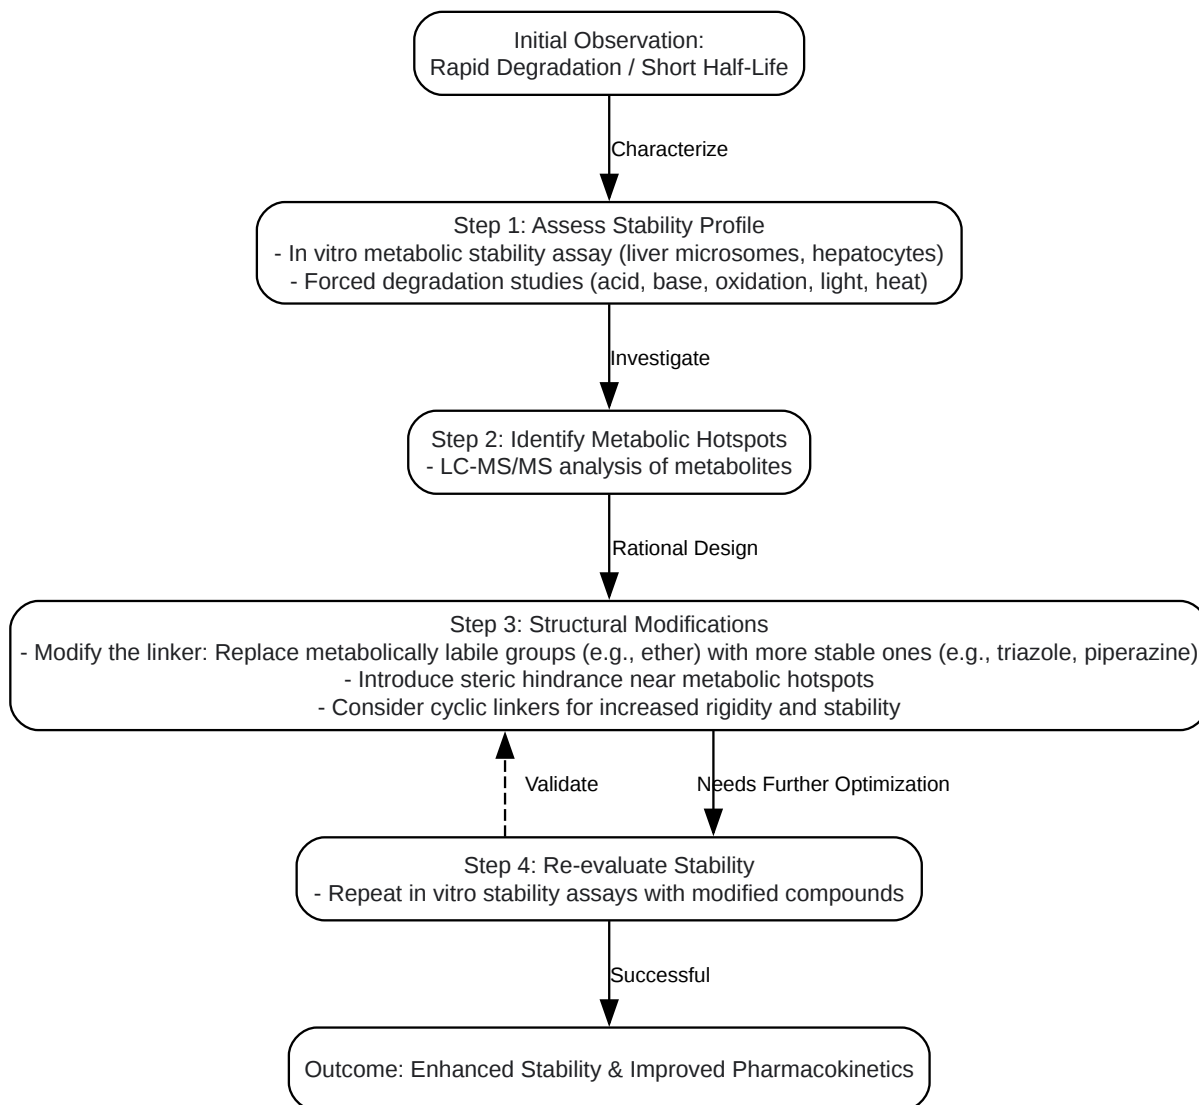 Initial Observation:
Rapid Degradation / Short Half-Life
Characterize
Step 1: Assess Stability Profile
- In vitro metabolic stability assay (liver microsomes, hepatocytes)
- Forced degradation studies (acid, base, oxidation, light, heat)
Investigate
Step 2: Identify Metabolic Hotspots
- LC-MS/MS analysis of metabolites
Rational Design
Step 3: Structural Modifications
- Modify the linker: Replace metabolically labile groups (e.g., ether) with more stable ones (e.g., triazole, piperazine)
- Introduce steric hindrance near metabolic hotspots
- Consider cyclic linkers for increased rigidity and stability
Validate
Needs Further Optimization
Step 4: Re-evaluate Stability
- Repeat in vitro stability assays with modified compounds
Successful
Outcome: Enhanced Stability & Improved Pharmacokinetics